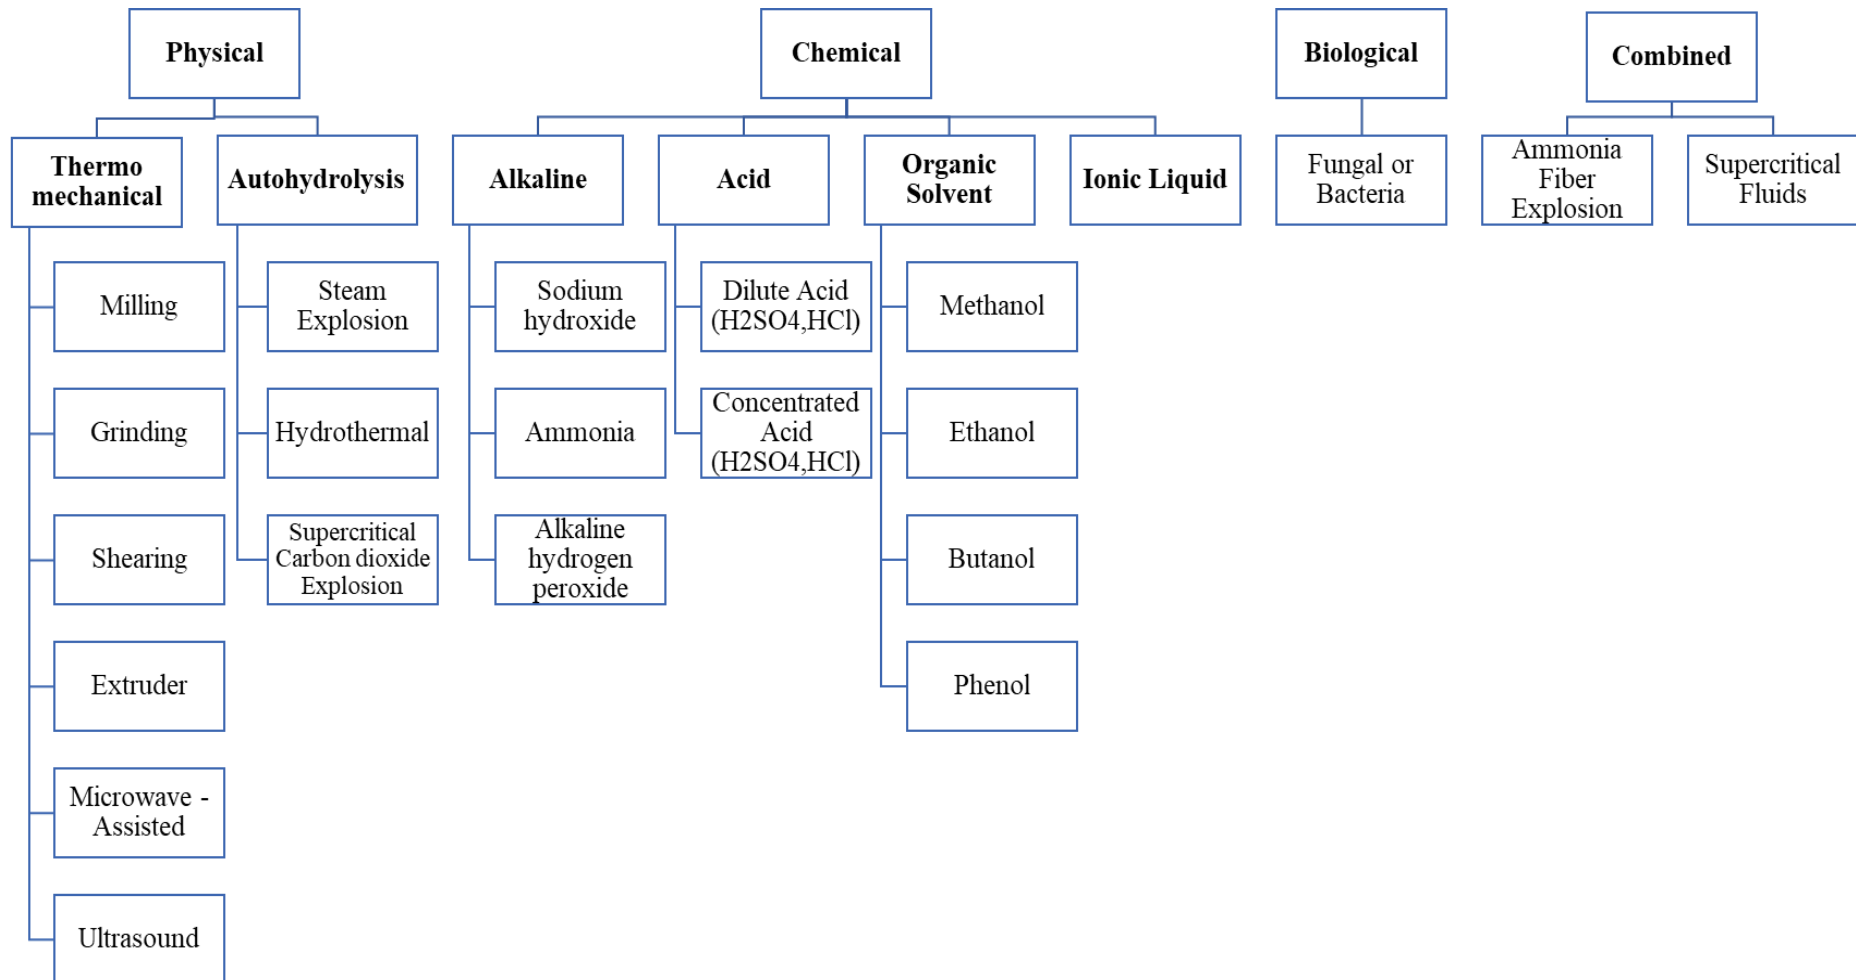 Physical
Chemical
Biological
Combined
Thermo
mechanical
Autohydrolysis
Alkaline
Acid
Organic
Solvent
Ionic Liquid
Fungal or
Bacteria
Ammonia
Fiber
Explosion
Supercritical
Fluids
Milling
Steam
Explosion
Sodium
hydroxide
Dilute Acid
(H2SO4,HCl)
Methanol
Grinding
Hydrothermal
Ammonia
Concentrated
Acid
(H2SO4,HCl)
Ethanol
Shearing
Supercritical
Carbon dioxide
Explosion
Alkaline
hydrogen
peroxide
Butanol
Extruder
Phenol
Microwave -
Assisted
Ultrasound